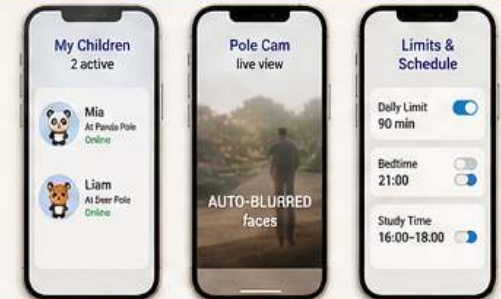 My Children
2 active
Mia
At Panda Pole
Online
Liam
At Deer Pole
Online
Pole Cam
live view
AUTO-BLURRED
faces
Limits &
Schedule
Daily Limit
90 min
Bedtime
21:00
Study Time
16:00–18:00